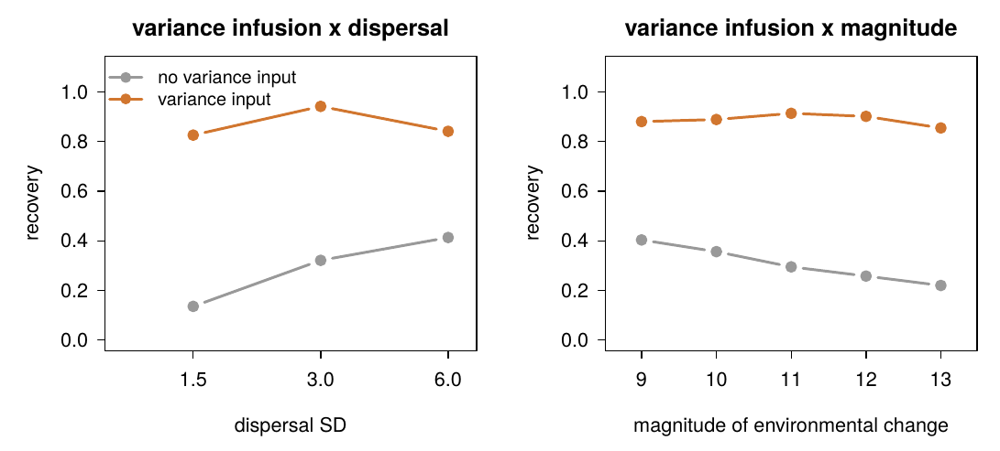 variance infusion x dispersal
no variance input
variance input
1.0
0.8
0.6
0.4
0.2
0.0
recovery
1.5 3.0 6.0
dispersal SD
variance infusion x magnitude
1.0
0.8
0.6
0.4
0.2
0.0
recovery
9 10 11 12 13
magnitude of environmental change